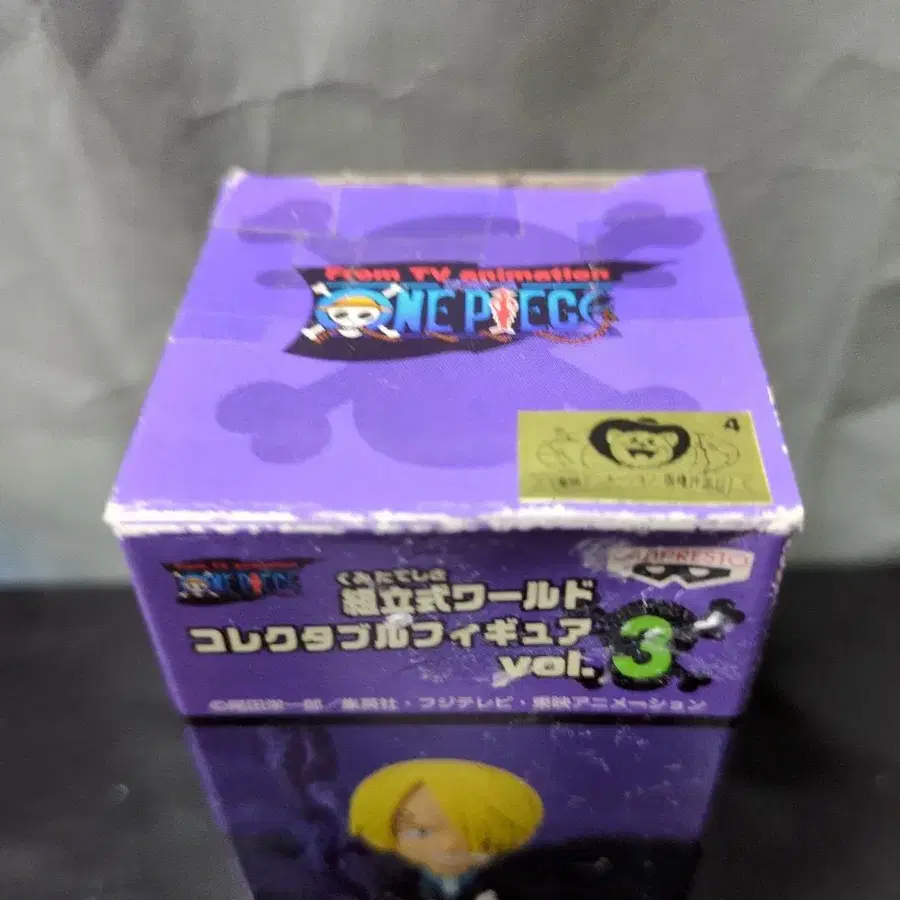 From TV animation
ONE PIECE
4
From TV animation
ONE PIECE
BANPRESTO
くみたてしき
組立式ワールド
コレクタブルフィギュア
vol. 3
©尾田栄一郎/集英社・フジテレビ・東映アニメーション